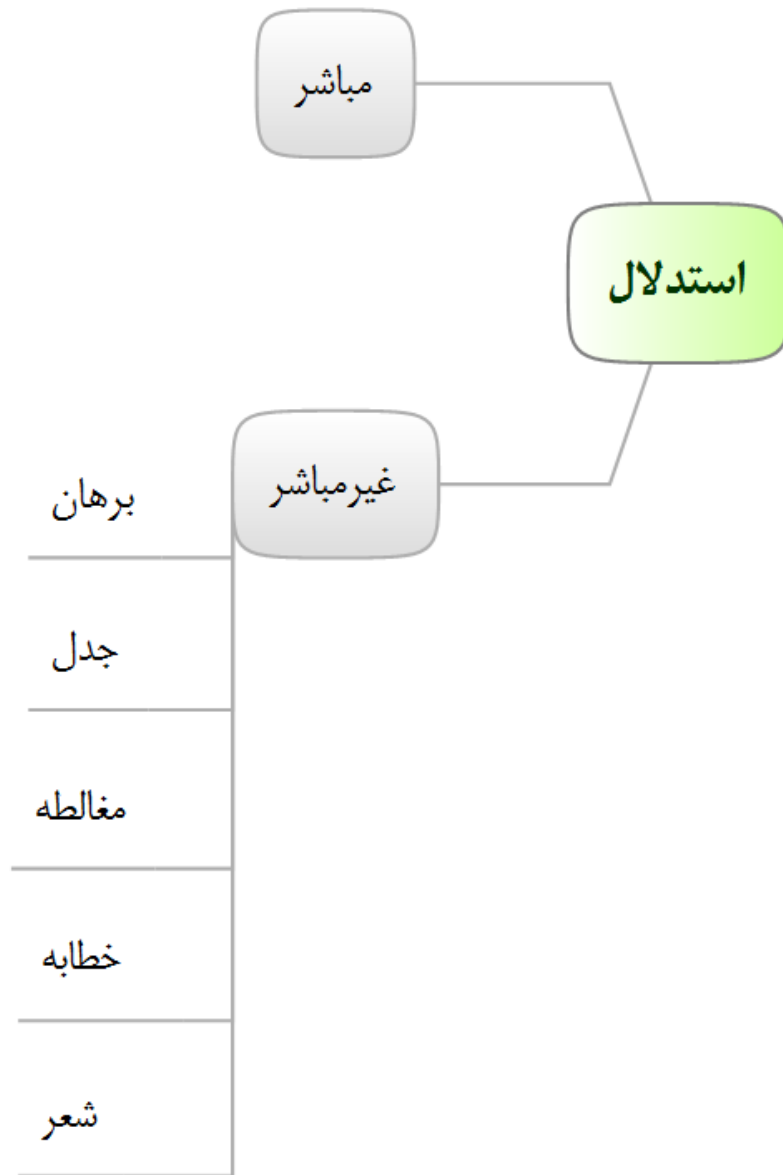 استدلال
مباشر
غیرمباشر
برهان
جدل
مغالطه
خطابه
شعر